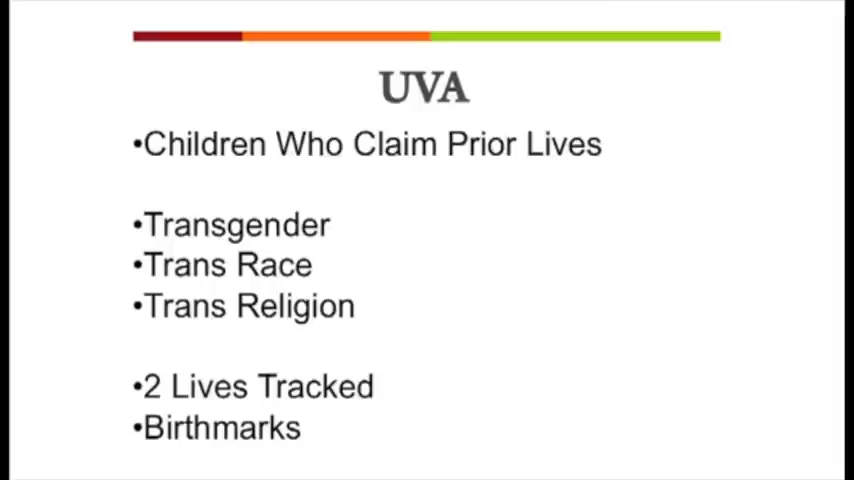 UVA
•Children Who Claim Prior Lives
•Transgender
•Trans Race
•Trans Religion
•2 Lives Tracked
•Birthmarks